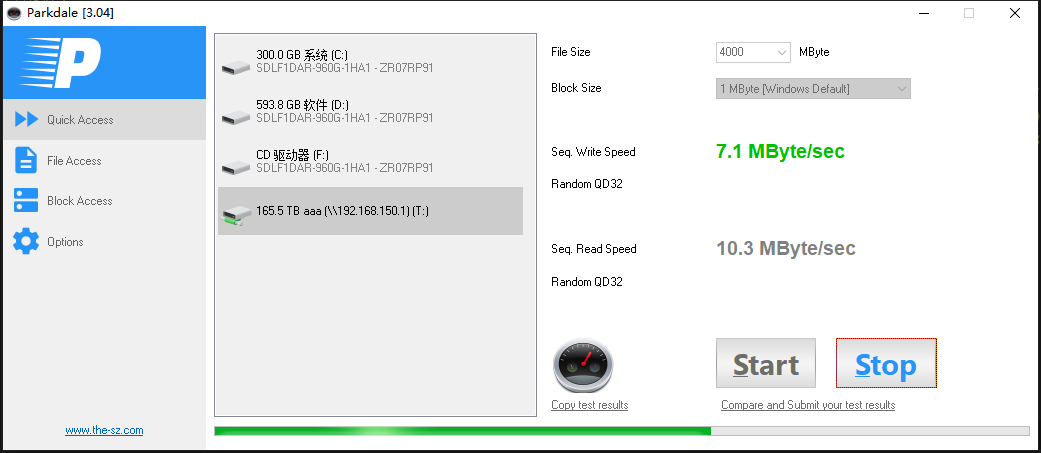 Parkdale [3.04]
P
Quick Access
File Access
Block Access
Options
www.the-sz.com
300.0 GB 系统 (C:)
SDLF1DAR-960G-1HA1 - ZR07RP91
593.8 GB 软件 (D:)
SDLF1DAR-960G-1HA1 - ZR07RP91
CD 驱动器 (F:)
SDLF1DAR-960G-1HA1 - ZR07RP91
165.5 TB aaa (\\192.168.150.1) (T:)
File Size 4000 MByte
Block Size 1 MByte [Windows Default]
Seq. Write Speed 7.1 MByte/sec
Random QD32
Seq. Read Speed 10.3 MByte/sec
Random QD32
Start Stop
Copy test results Compare and Submit your test results